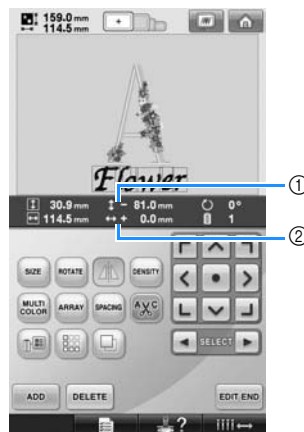 159.0 mm
114.5 mm
Flower
30.9 mm – 81.0 mm 0°
114.5 mm + 0.0 mm 1
①
②
SIZE ROTATE DENSITY
MULTI COLOR ARRAY SPACING AVC
SELECT
ADD DELETE EDIT END
?